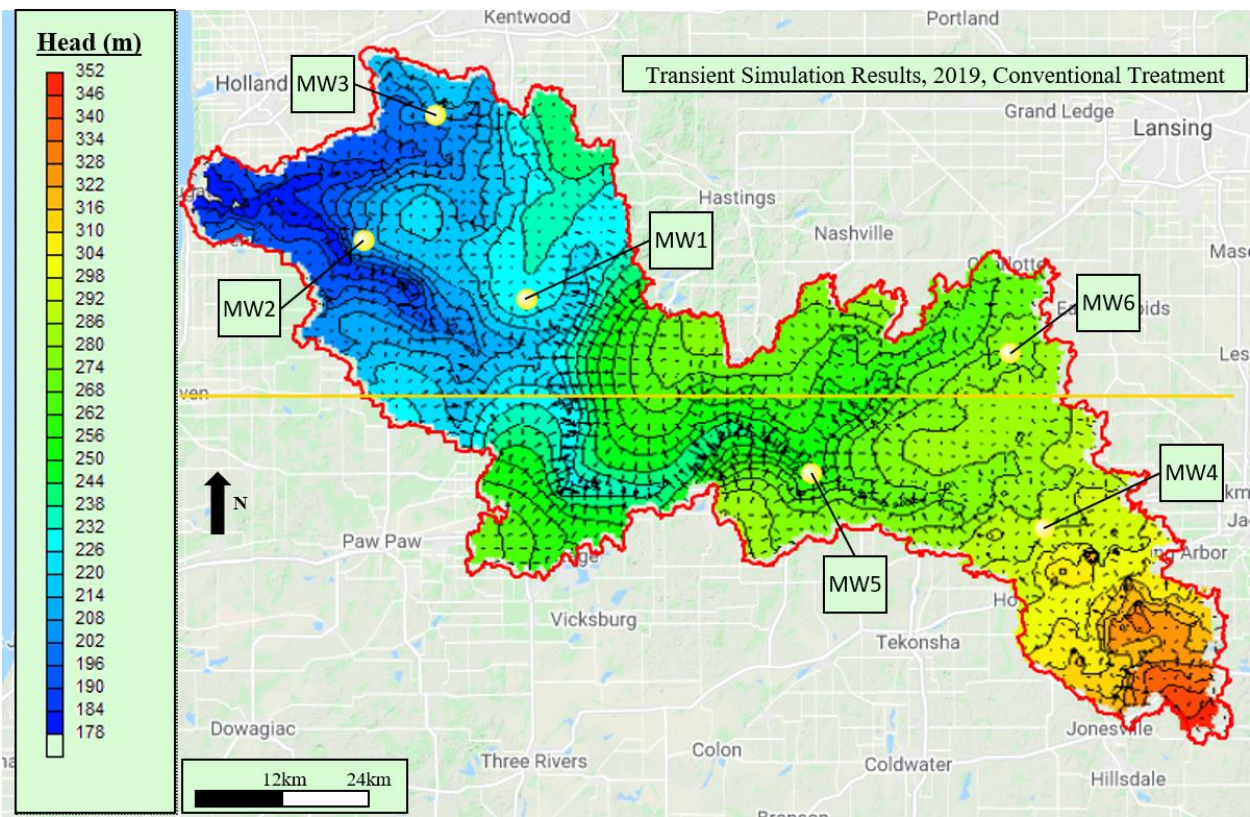 Head (m)
352
346
340
334
328
322
316
310
304
298
292
286
280
274
268
262
256
250
244
238
232
226
220
214
208
202
196
190
184
178
Transient Simulation Results, 2019, Conventional Treatment
Kentwood
Portland
Holland
MW3
Grand Ledge
Lansing
Hastings
MW1
Nashville
Mas
MW2
MW6
Les
ven
N
MW4
Paw Paw
MW5
Vicksburg
Tekonsha
Dowagiac
Three Rivers
Colon
Coldwater
Jonesville
Hillsdale
12km 24km